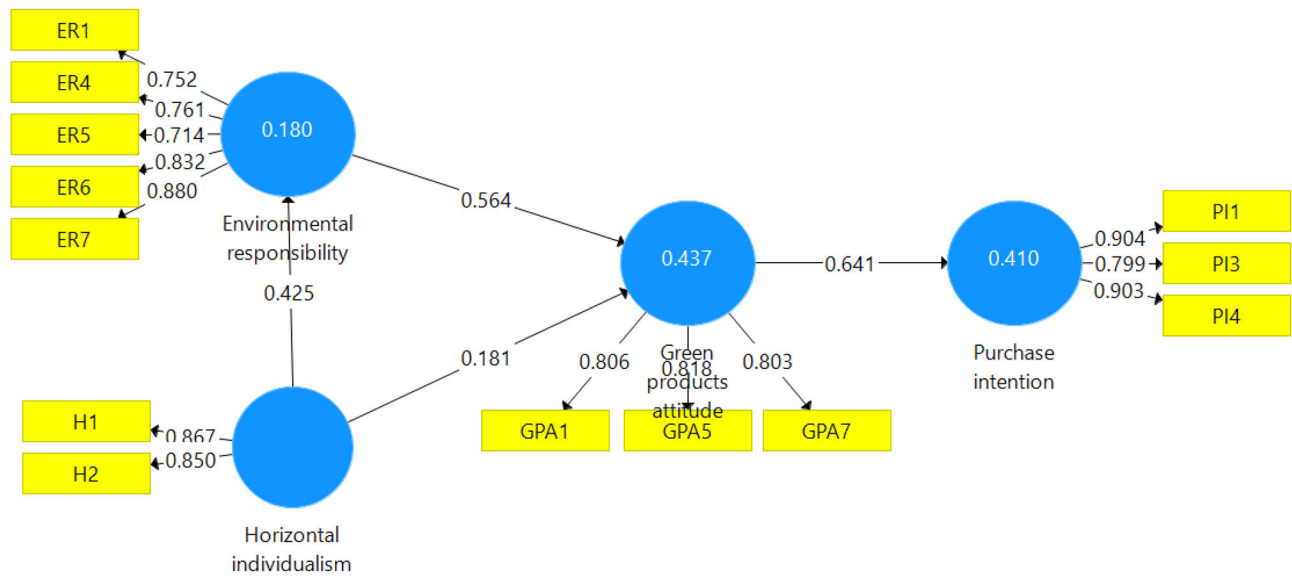 ER1
ER4
ER5
ER6
ER7
0.752
0.761
0.714
0.832
0.880
0.180
Environmental
responsibility
0.425
0.564
0.181
H1
H2
0.867
0.850
Horizontal
individualism
0.437
Green
products
attitude
0.806
0.818
0.803
GPA1
GPA5
GPA7
0.641
0.410
Purchase
intention
0.904
0.799
0.903
PI1
PI3
PI4